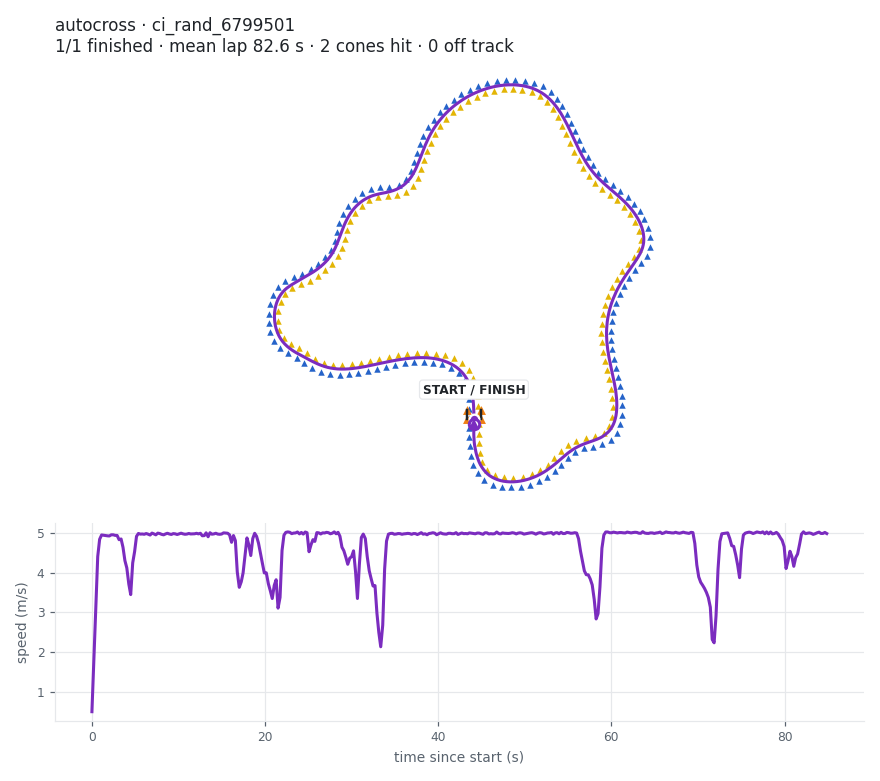 autocross · ci_rand_6799501
1/1 finished · mean lap 82.6 s · 2 cones hit · 0 off track
START / FINISH
5
4
3
2
1
speed (m/s)
0
20
40
60
80
time since start (s)